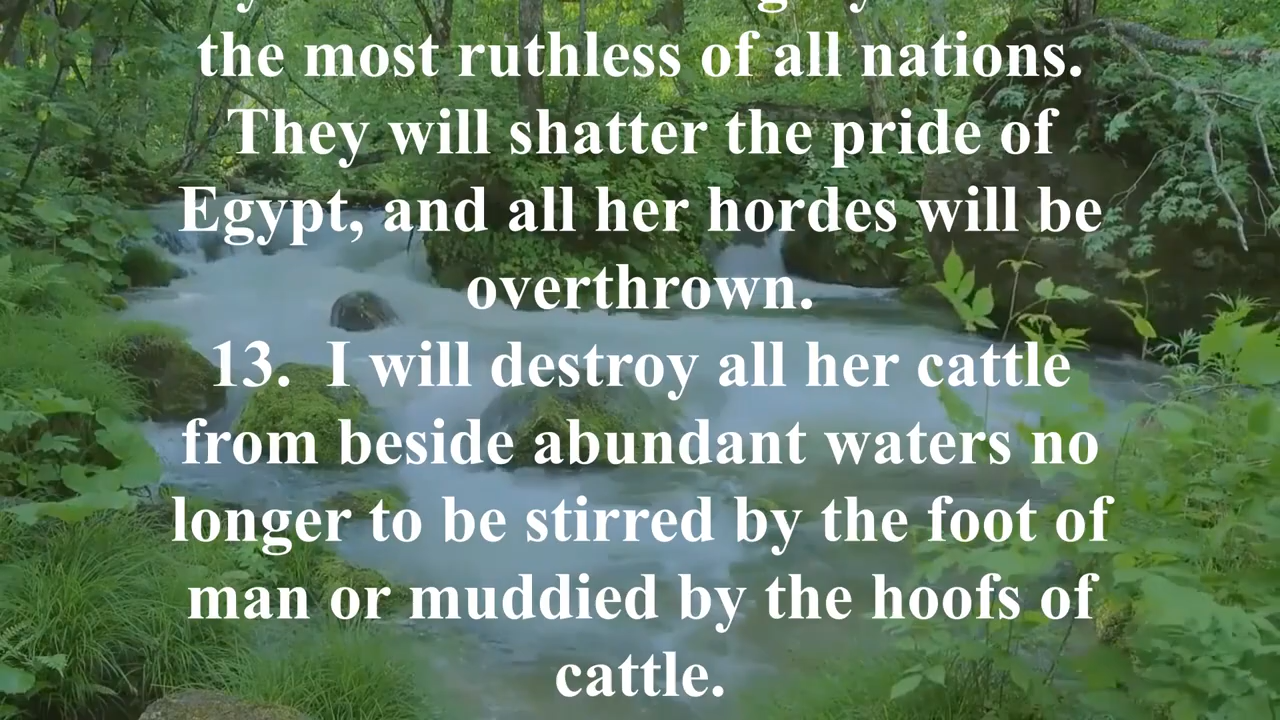 the most ruthless of all nations.
They will shatter the pride of
Egypt, and all her hordes will be
overthrown.
13.  I will destroy all her cattle
from beside abundant waters no
longer to be stirred by the foot of
man or muddied by the hoofs of
cattle.